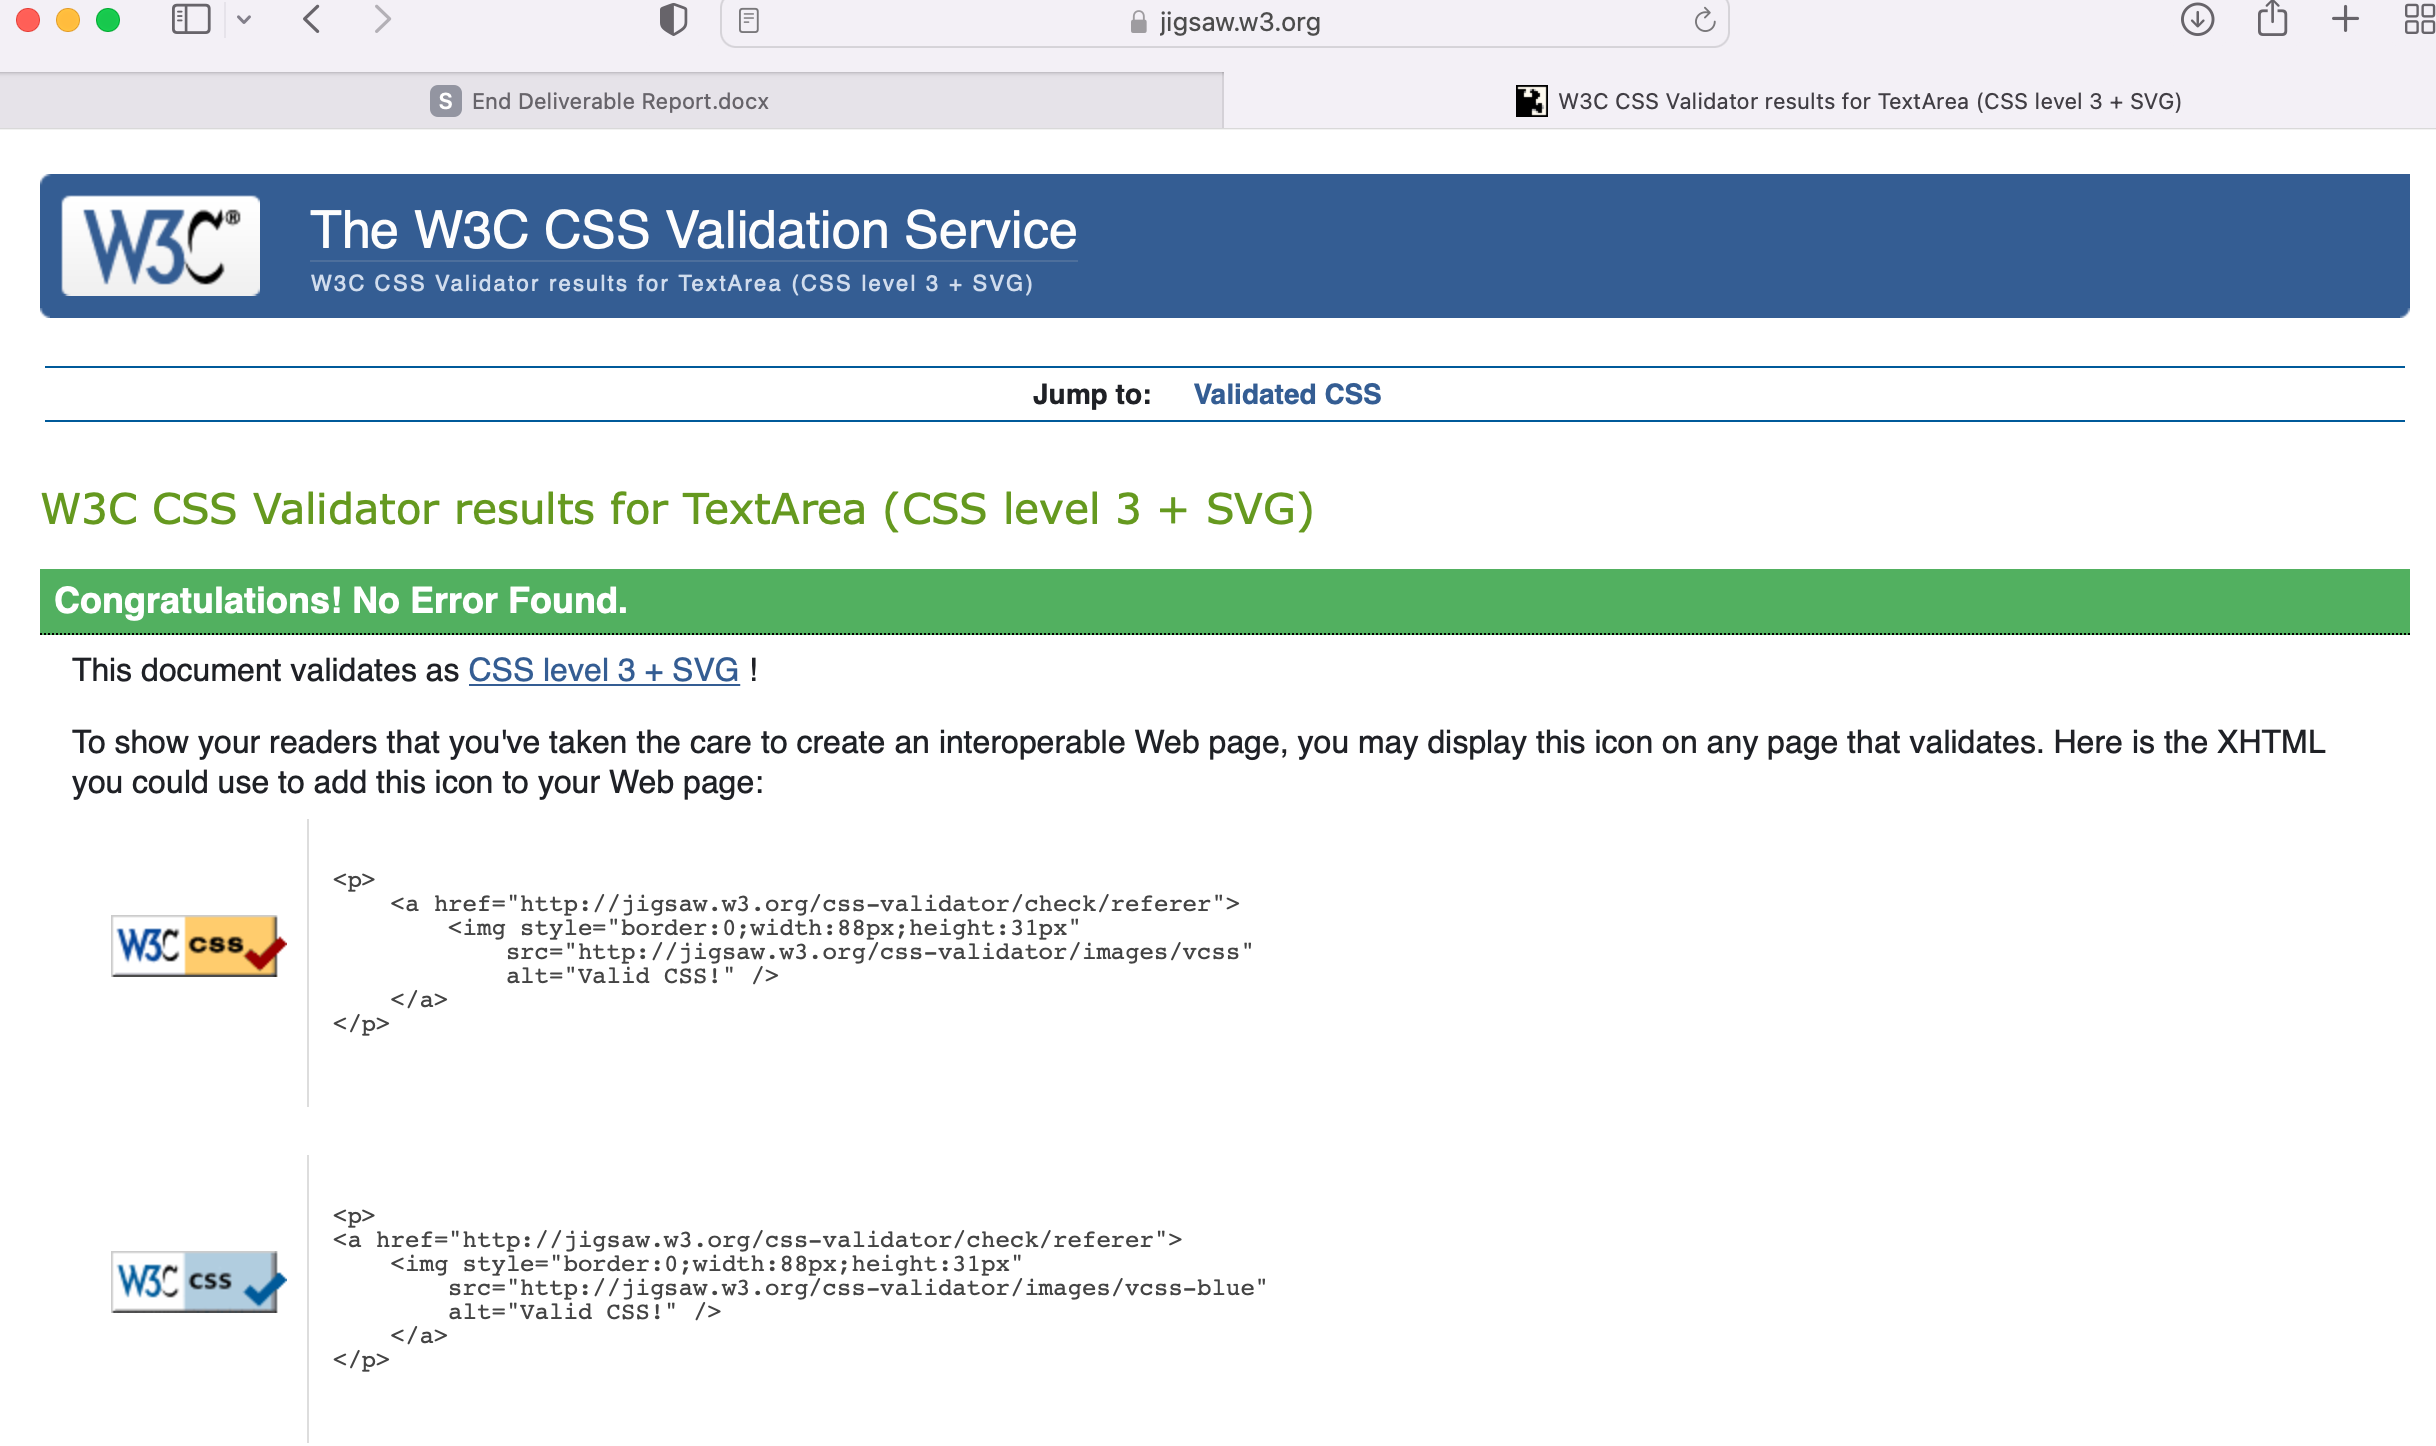 jigsaw.w3.org
S End Deliverable Report.docx
W3C CSS Validator results for TextArea (CSS level 3 + SVG)
W3C®
The W3C CSS Validation Service
W3C CSS Validator results for TextArea (CSS level 3 + SVG)
Jump to: Validated CSS
W3C CSS Validator results for TextArea (CSS level 3 + SVG)
Congratulations! No Error Found.
This document validates as CSS level 3 + SVG !
To show your readers that you've taken the care to create an interoperable Web page, you may display this icon on any page that validates. Here is the XHTML
you could use to add this icon to your Web page:
W3C css
<p>
    <a href="http://jigsaw.w3.org/css-validator/check/referer">
        <img style="border:0;width:88px;height:31px"
            src="http://jigsaw.w3.org/css-validator/images/vcss"
            alt="Valid CSS!" />
    </a>
</p>
W3C css
<p>
<a href="http://jigsaw.w3.org/css-validator/check/referer">
    <img style="border:0;width:88px;height:31px"
        src="http://jigsaw.w3.org/css-validator/images/vcss-blue"
        alt="Valid CSS!" />
    </a>
</p>